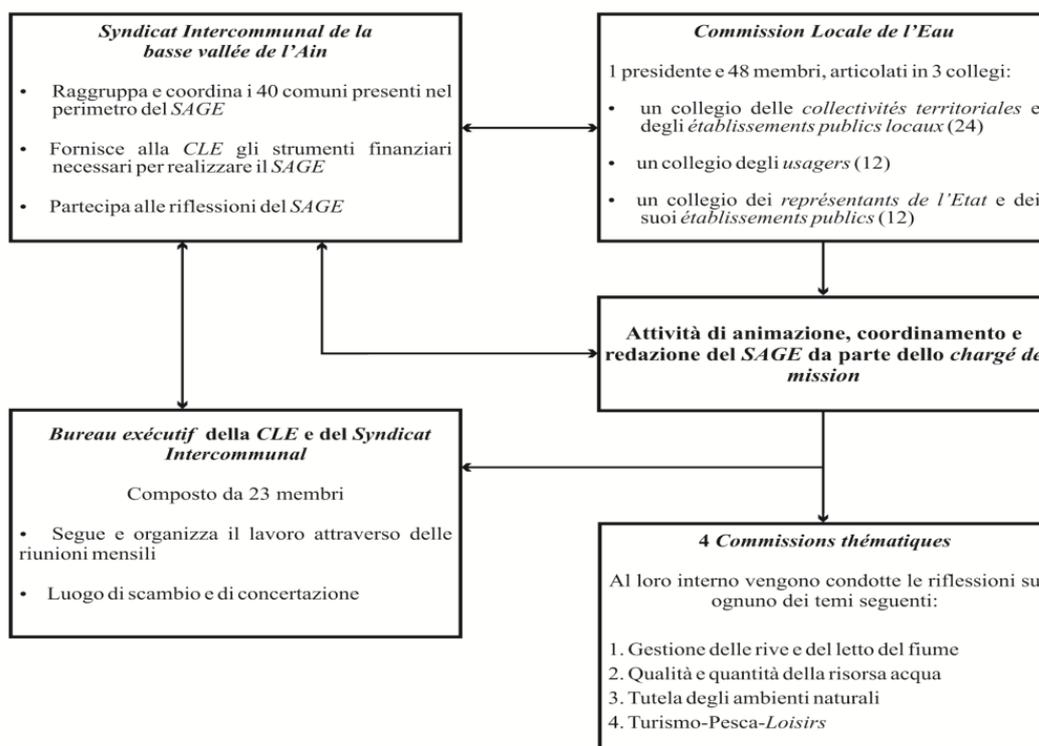 Syndicat Intercommunal de la
basse vallée de l'Ain
• Raggruppa e coordina i 40 comuni presenti nel
perimetro del SAGE
• Fornisce alla CLE gli strumenti finanziari
necessari per realizzare il SAGE
• Partecipa alle riflessioni del SAGE
Commission Locale de l'Eau
1 presidente e 48 membri, articolati in 3 collegi:
• un collegio delle collectivités territoriales e
degli établissements publics locaux (24)
• un collegio degli usagers (12)
• un collegio dei représentants de l'Etat e dei
suoi établissements publics (12)
Attività di animazione, coordinamento e
redazione del SAGE da parte dello chargé de
mission
Bureau exécutif della CLE e del Syndicat
Intercommunal
Composto da 23 membri
• Segue e organizza il lavoro attraverso delle
riunioni mensili
• Luogo di scambio e di concertazione
4 Commissions thématiques
Al loro interno vengono condotte le riflessioni su
ognuno dei temi seguenti:
1. Gestione delle rive e del letto del fiume
2. Qualità e quantità della risorsa acqua
3. Tutela degli ambienti naturali
4. Turismo-Pesca-Loisirs